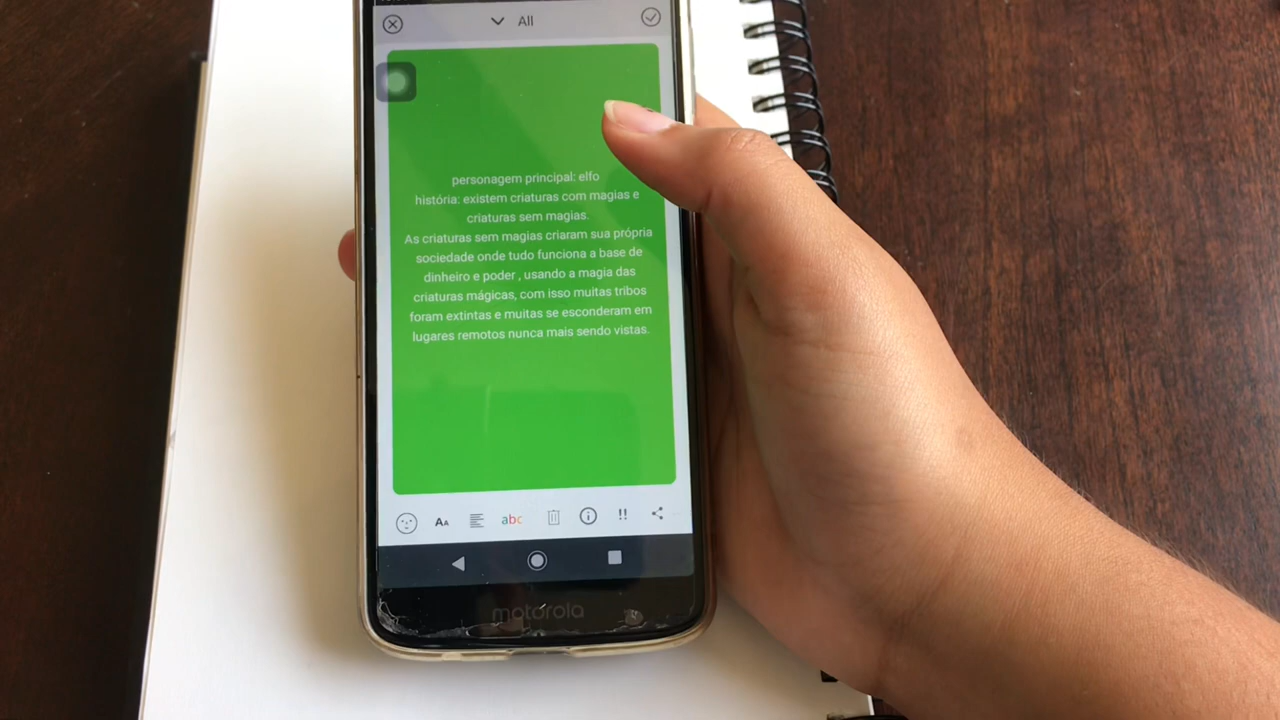 All
personagem principal: elfo
história: existem criaturas com magias e
criaturas sem magias.
As criaturas sem magias criaram sua própria
sociedade onde tudo funciona a base de
dinheiro e poder , usando a magia das
criaturas mágicas, com isso muitas tribos
foram extintas e muitas se esconderam em
lugares remotos nunca mais sendo vistas.
AA abc !!
motorola